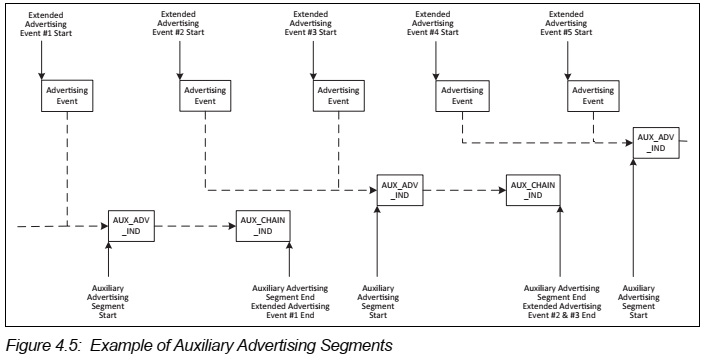 Extended
Advertising
Event #1 Start
Extended
Advertising
Event #2 Start
Extended
Advertising
Event #3 Start
Extended
Advertising
Event #4 Start
Extended
Advertising
Event #5 Start
Advertising
Event
Advertising
Event
Advertising
Event
Advertising
Event
Advertising
Event
AUX_ADV
_IND
AUX_ADV
_IND
AUX_CHAIN
_IND
AUX_ADV
_IND
AUX_CHAIN
_IND
Auxiliary
Advertising
Segment
Start
Auxiliary Advertising
Segment End
Extended Advertising
Event #1 End
Auxiliary
Advertising
Segment
Start
Auxiliary Advertising
Segment End
Extended Advertising
Event #2 & #3 End
Auxiliary
Advertising
Segment
Start
Figure 4.5: Example of Auxiliary Advertising Segments